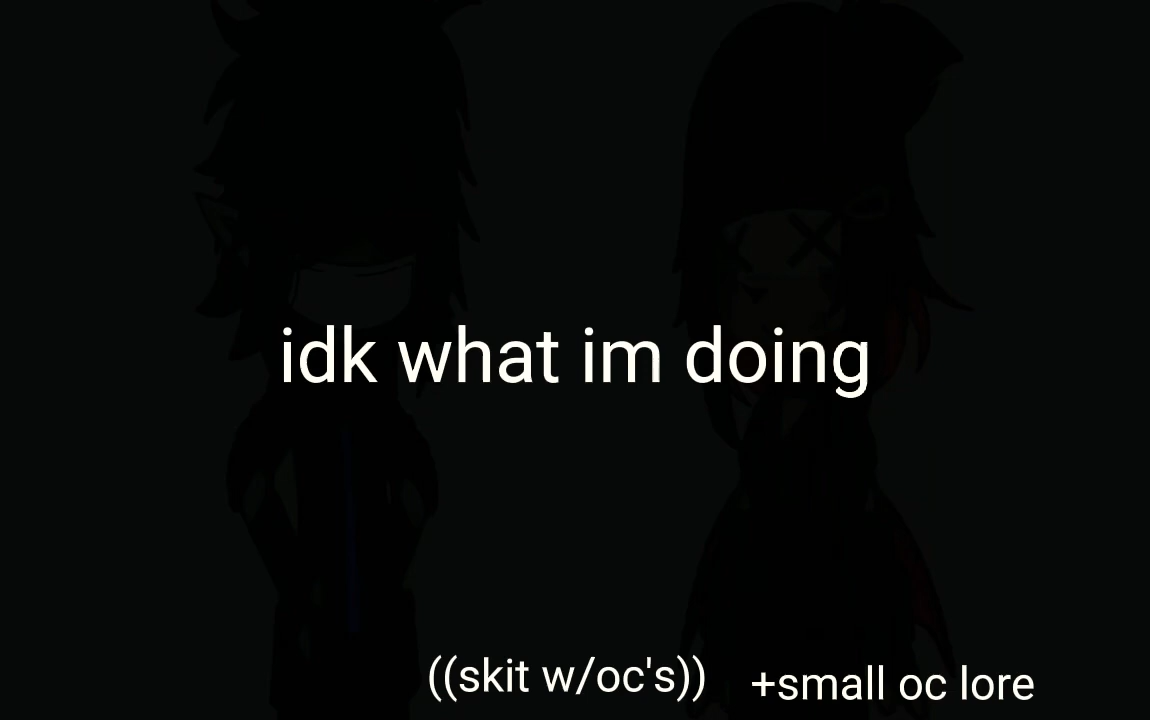 idk what im doing
((skit w/oc's))
+small oc lore